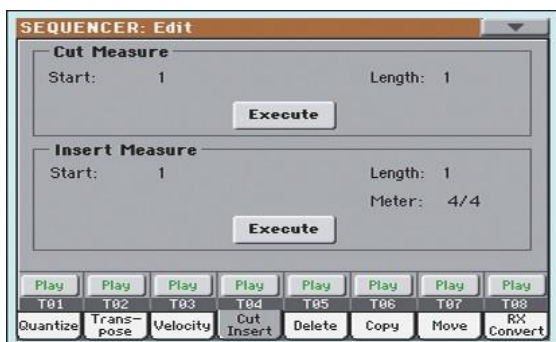 SEQUENCER: Edit
Cut Measure
Start: 1 Length: 1
Execute
Insert Measure
Start: 1 Length: 1
Meter: 4/4
Execute
Play Play Play Play Play Play Play Play
T01 T02 T03 T04 T05 T06 T07 T08
Quantize Trans-pose Velocity Cut Insert Delete Copy Move RX Convert